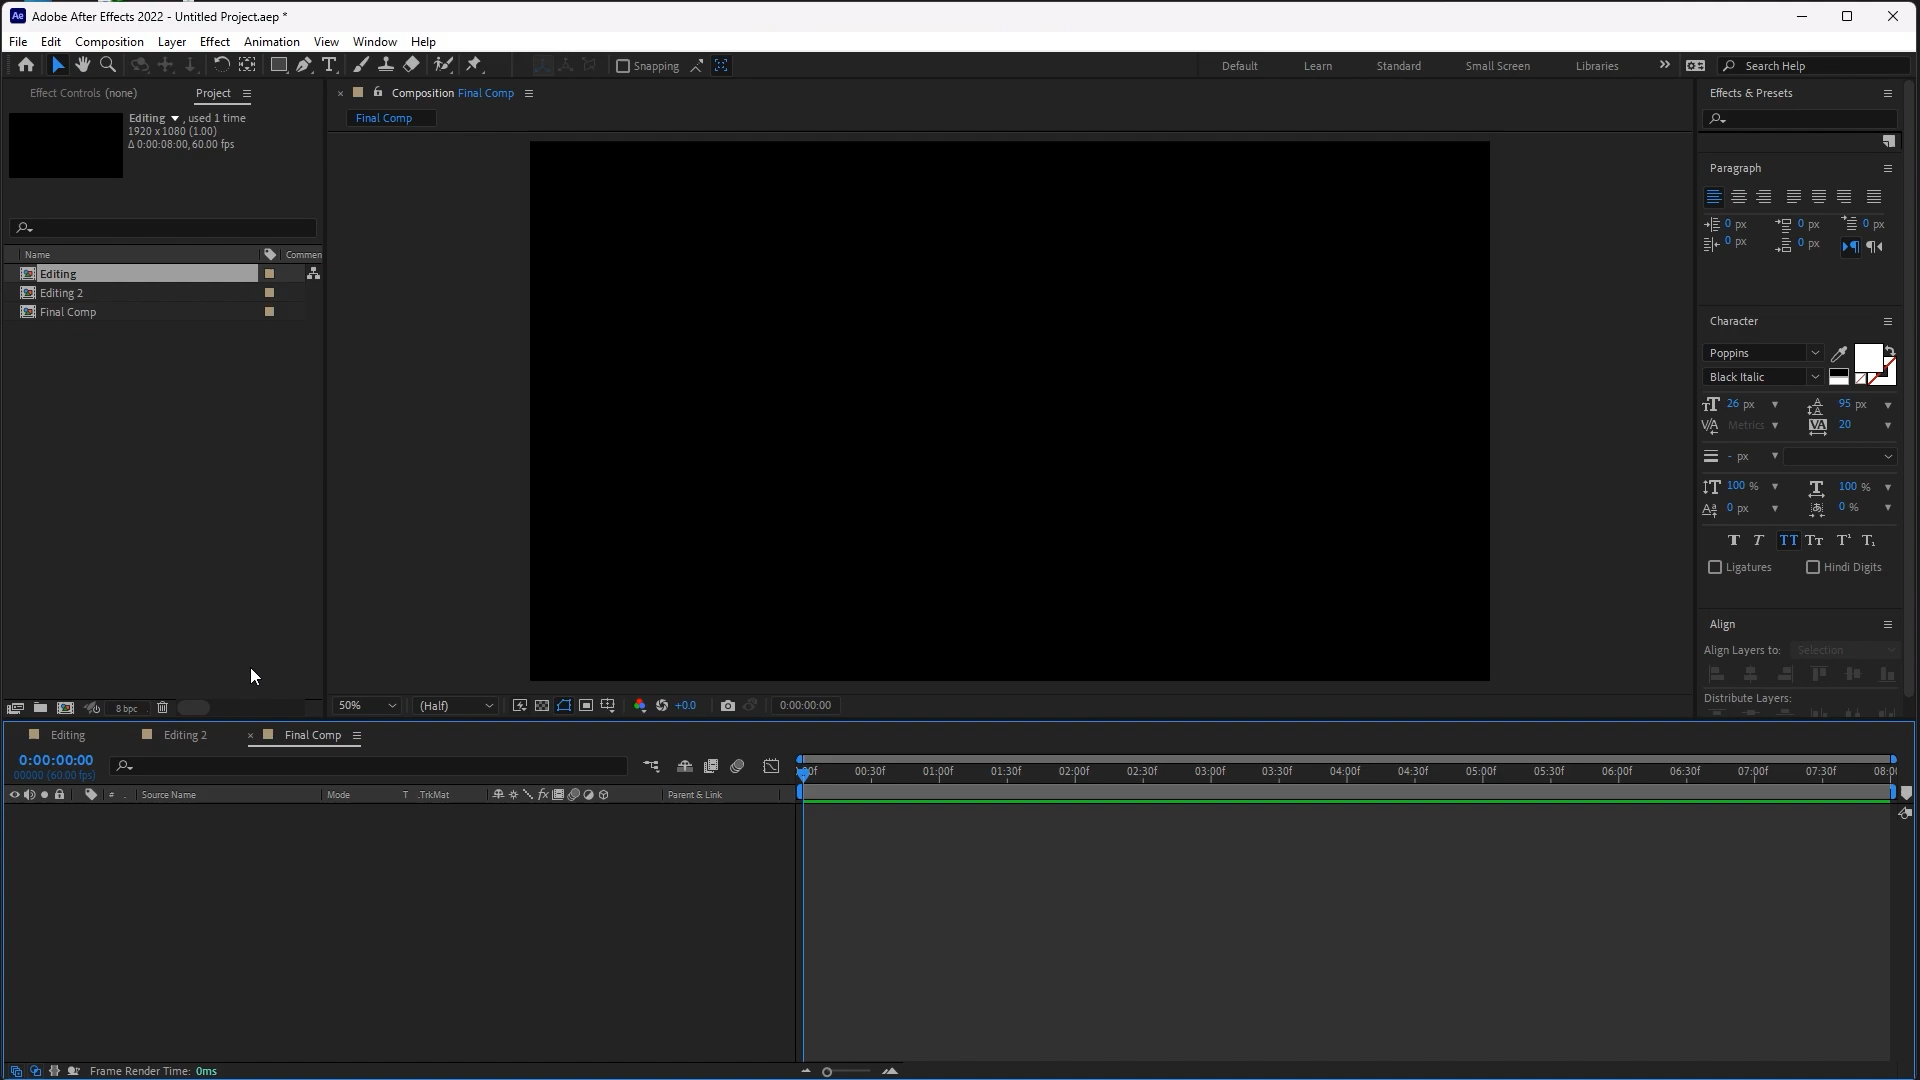 Ae Adobe After Effects 2022 - Untitled Project.aep *
File Edit Composition Layer Effect Animation View Window Help
Snapping Default Learn Standard Small Screen Libraries Search Help
Effect Controls (none) Project
Editing , used 1 time
1920 x 1080 (1.00)
Δ 0:00:08:00, 60.00 fps
Name Commen
Editing
Editing 2
Final Comp
8 bpc
Composition Final Comp
Final Comp
50% (Half) +0.0 0:00:00:00
Effects & Presets
Paragraph
0 px 0 px 0 px
0 px 0 px
Character
Poppins
Black Italic
26 px 95 px
Metrics 20
- px
100 % 100 %
0 px 0 %
T T TT Tт T¹ T₁
Ligatures Hindi Digits
Align
Align Layers to: Selection
Distribute Layers:
Editing Editing 2 Final Comp
0:00:00:00
00000 (60.00 fps)
# Source Name Mode T .TrkMat fx Parent & Link
00:30f 01:00f 01:30f 02:00f 02:30f 03:00f 03:30f 04:00f 04:30f 05:00f 05:30f 06:00f 06:30f 07:00f 07:30f 08:0
Frame Render Time: 0ms